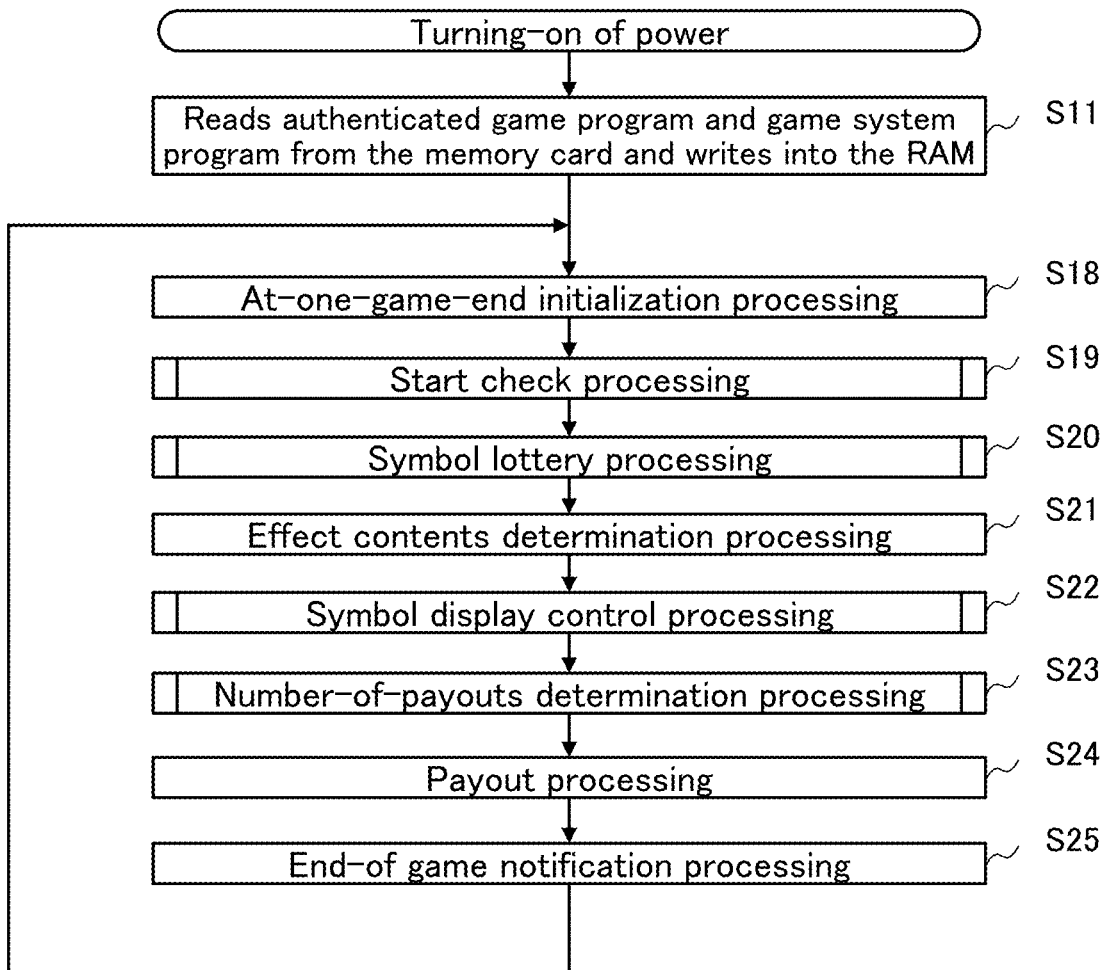 Turning-on of power
Reads authenticated game program and game system
program from the memory card and writes into the RAM
S11
At-one-game-end initialization processing
S18
Start check processing
S19
Symbol lottery processing
S20
Effect contents determination processing
S21
Symbol display control processing
S22
Number-of-payouts determination processing
S23
Payout processing
S24
End-of game notification processing
S25